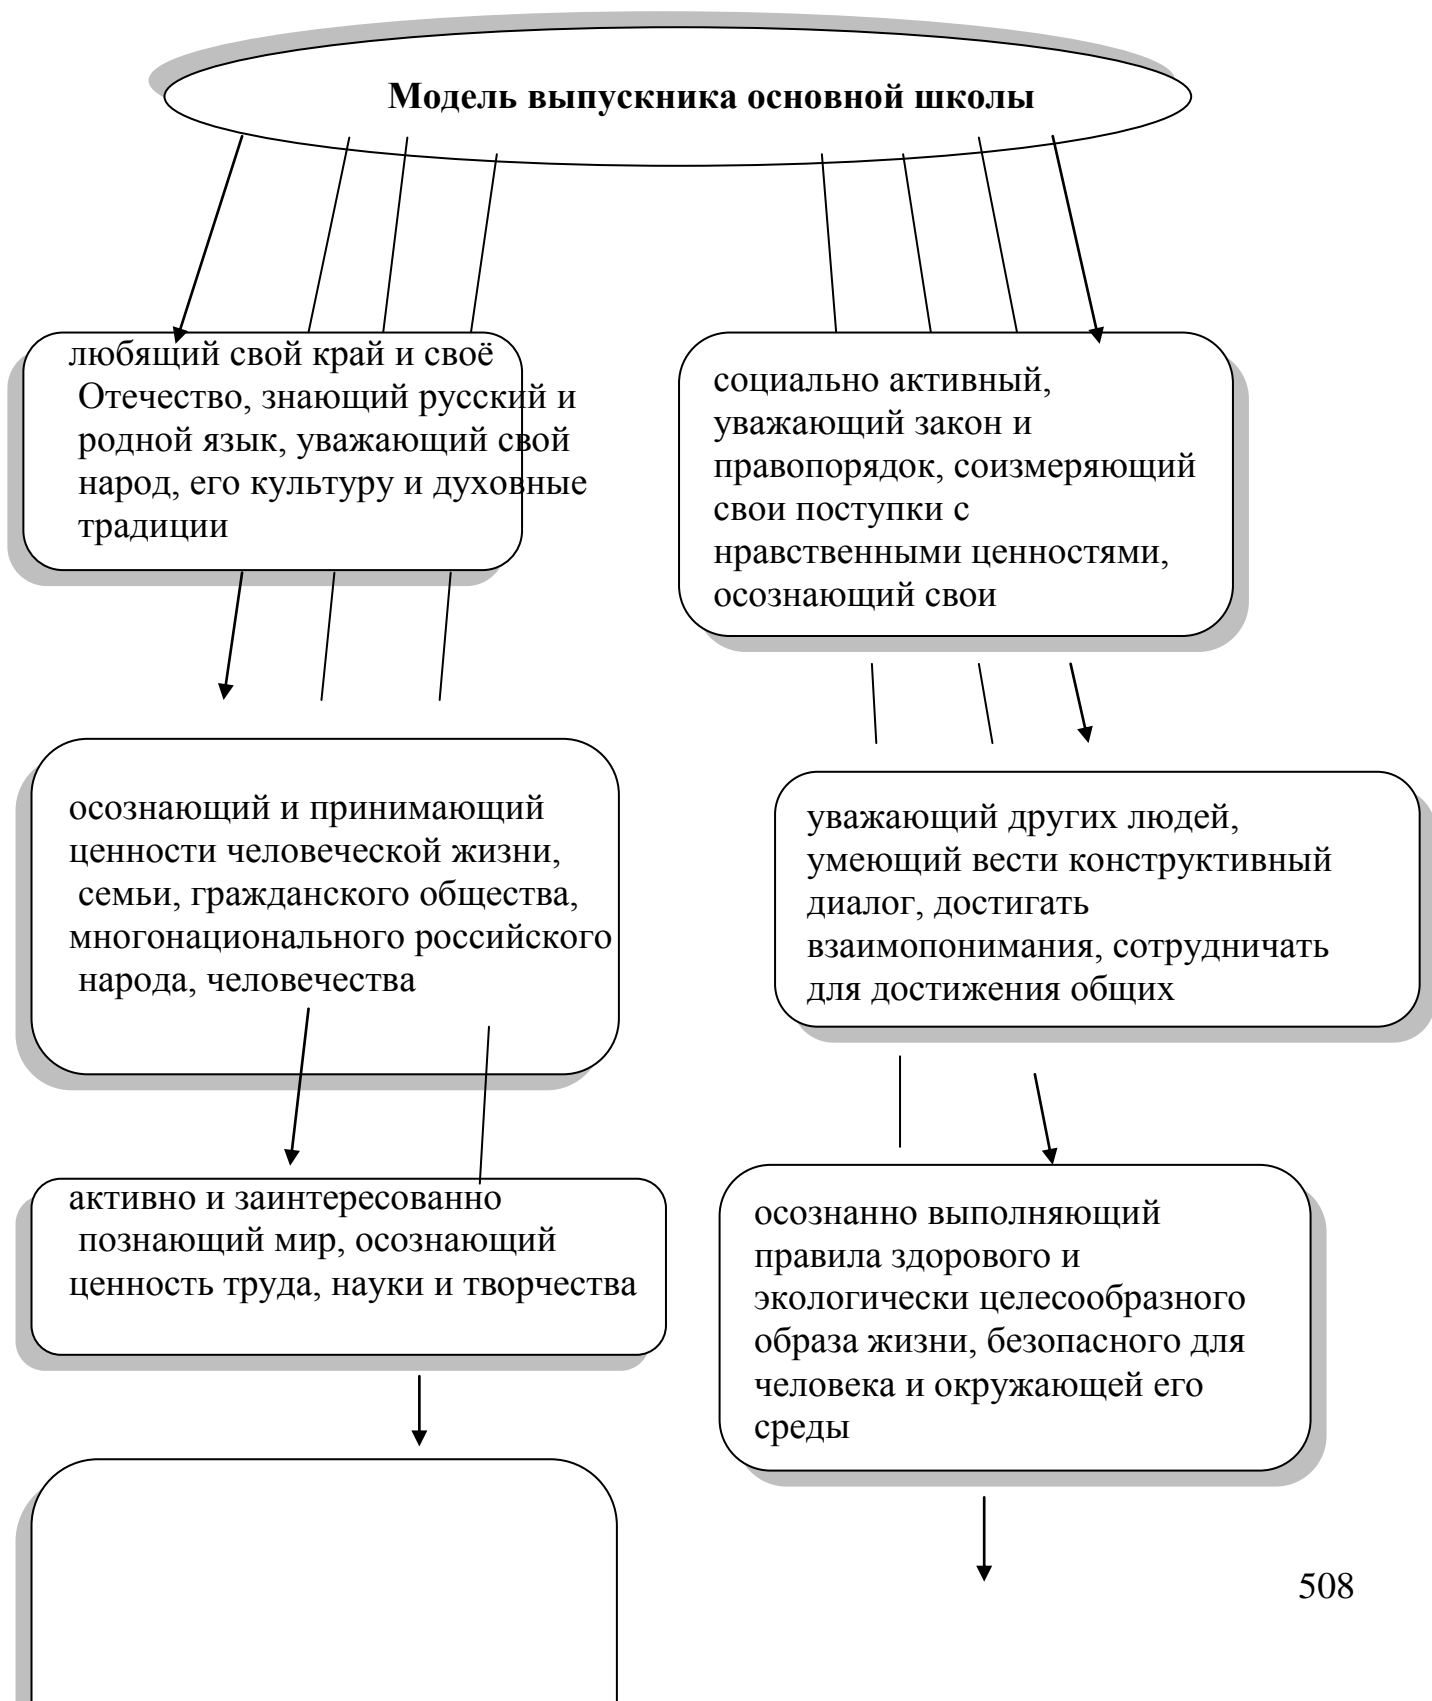 Модель выпускника основной школы
любящий свой край и своё
Отечество, знающий русский и
родной язык, уважающий свой
народ, его культуру и духовные
традиции
социально активный,
уважающий закон и
правопорядок, соизмеряющий
свои поступки с
нравственными ценностями,
осознающий свои
осознающий и принимающий
ценности человеческой жизни,
семьи, гражданского общества,
многонационального российского
народа, человечества
уважающий других людей,
умеющий вести конструктивный
диалог, достигать
взаимопонимания, сотрудничать
для достижения общих
активно и заинтересованно
познающий мир, осознающий
ценность труда, науки и творчества
осознанно выполняющий
правила здорового и
экологически целесообразного
образа жизни, безопасного для
человека и окружающей его
среды
508